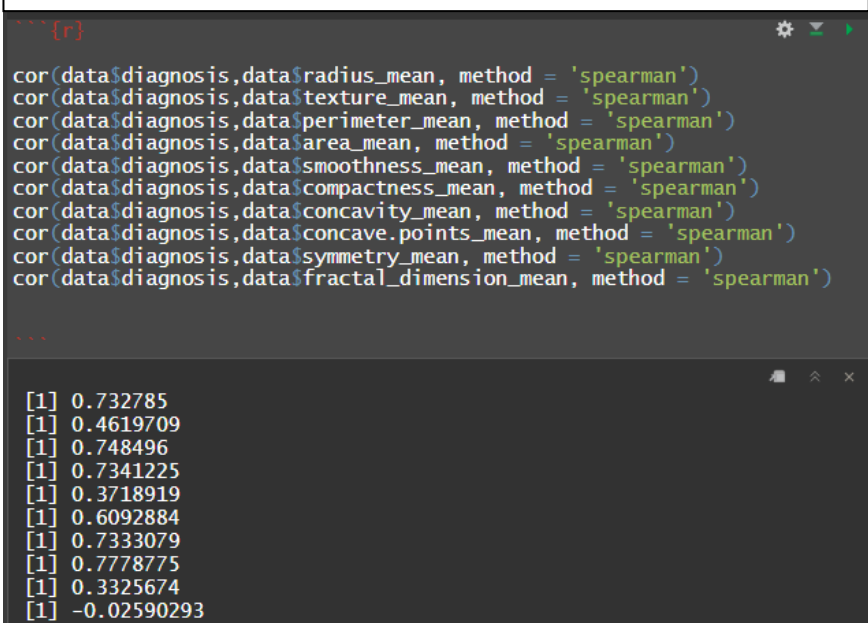 ```{r}
cor(data$diagnosis,data$radius_mean, method = 'spearman')
cor(data$diagnosis,data$texture_mean, method = 'spearman')
cor(data$diagnosis,data$perimeter_mean, method = 'spearman')
cor(data$diagnosis,data$area_mean, method = 'spearman')
cor(data$diagnosis,data$smoothness_mean, method = 'spearman')
cor(data$diagnosis,data$compactness_mean, method = 'spearman')
cor(data$diagnosis,data$concavity_mean, method = 'spearman')
cor(data$diagnosis,data$concave.points_mean, method = 'spearman')
cor(data$diagnosis,data$symmetry_mean, method = 'spearman')
cor(data$diagnosis,data$fractal_dimension_mean, method = 'spearman')
```
[1] 0.732785
[1] 0.4619709
[1] 0.748496
[1] 0.7341225
[1] 0.3718919
[1] 0.6092884
[1] 0.7333079
[1] 0.7778775
[1] 0.3325674
[1] -0.02590293